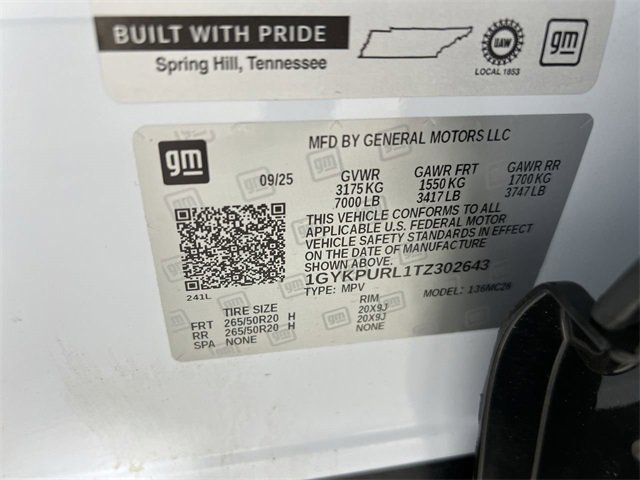 BUILT WITH PRIDE
Spring Hill, Tennessee
UAW
LOCAL 1853
gm
gm
MFD BY GENERAL MOTORS LLC
09/25
GVWR GAWR FRT GAWR RR
3175 KG 1550 KG 1700 KG
7000 LB 3417 LB 3747 LB
THIS VEHICLE CONFORMS TO ALL
APPLICABLE U.S. FEDERAL MOTOR
VEHICLE SAFETY STANDARDS IN EFFECT
ON THE DATE OF MANUFACTURE
SHOWN ABOVE.
1GYKPURL1TZ302643
TYPE: MPV MODEL: 136MC26
241L
TIRE SIZE RIM
FRT 265/50R20 H 20X9J
RR 265/50R20 H 20X9J
SPA NONE NONE